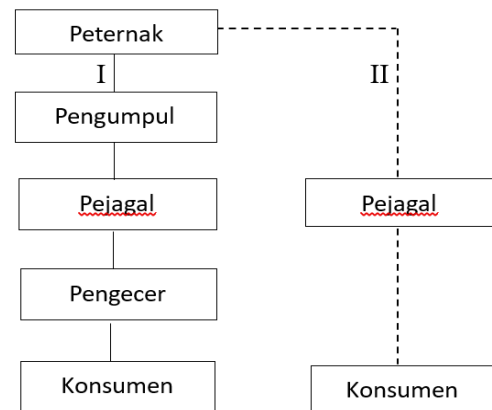 Peternak
I
II
Pengumpul
Pejagal
Pejagal
Pengecer
Konsumen
Konsumen